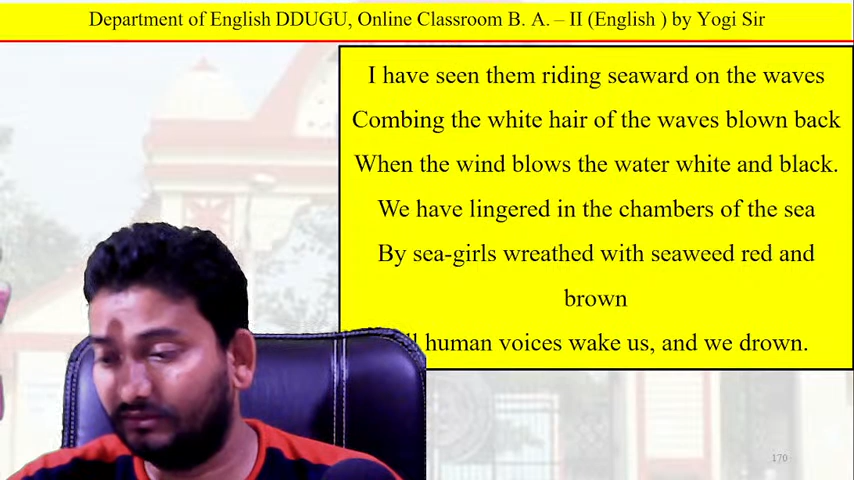 Department of English DDUGU, Online Classroom B. A. – II (English ) by Yogi Sir
I have seen them riding seaward on the waves
Combing the white hair of the waves blown back
When the wind blows the water white and black.
We have lingered in the chambers of the sea
By sea-girls wreathed with seaweed red and
brown
human voices wake us, and we drown.
170